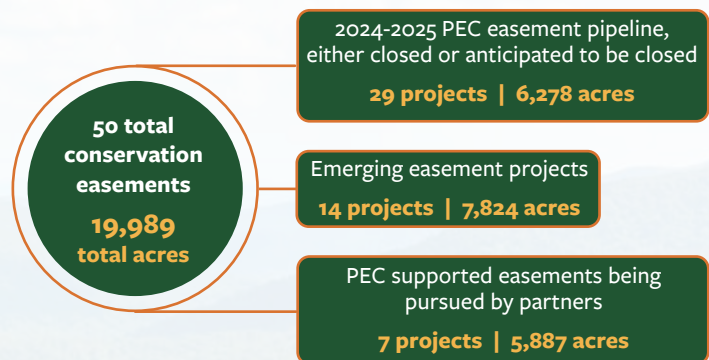 50 total
conservation
easements
19,989
total acres
2024-2025 PEC easement pipeline,
either closed or anticipated to be closed
29 projects | 6,278 acres
Emerging easement projects
14 projects | 7,824 acres
PEC supported easements being
pursued by partners
7 projects | 5,887 acres